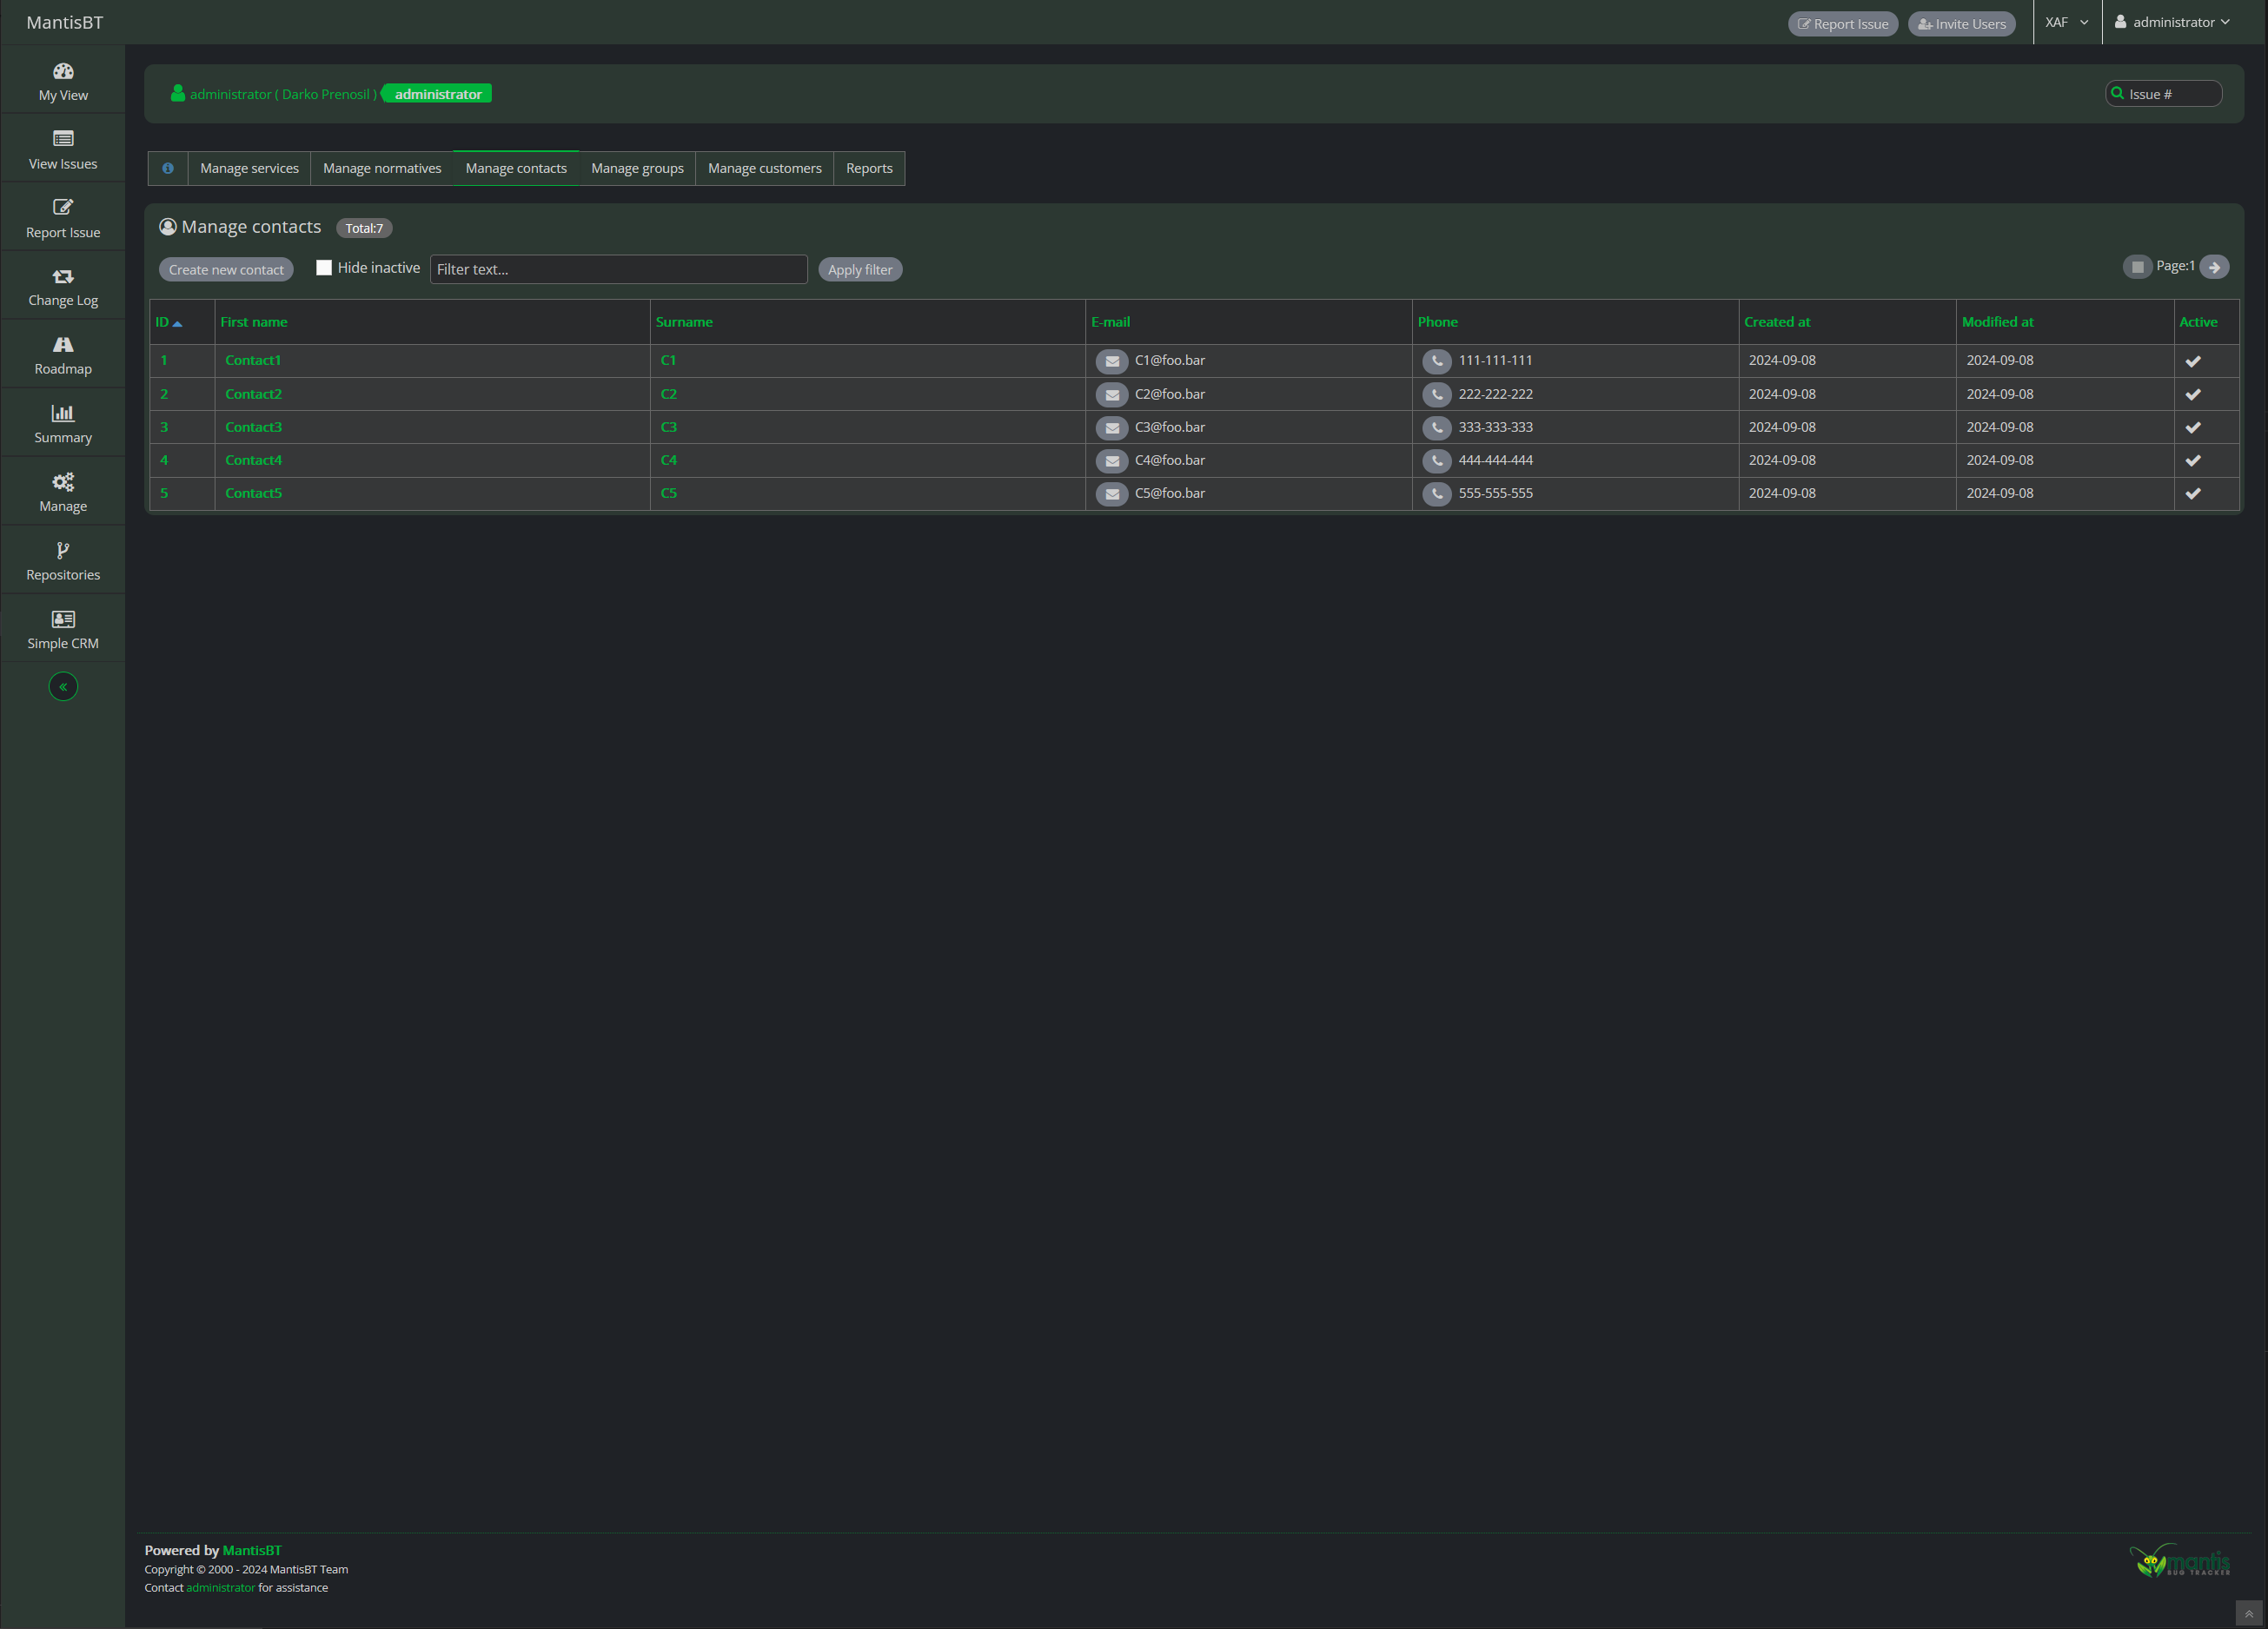 MantisBT
Report Issue
Invite Users
XAF
administrator
My View
View Issues
Report Issue
Change Log
Roadmap
Summary
Manage
Repositories
Simple CRM
administrator ( Darko Prenosil ) administrator
Issue #
Manage services Manage normatives Manage contacts Manage groups Manage customers Reports
Manage contacts Total:7
Create new contact Hide inactive Filter text... Apply filter Page:1
ID First name Surname E-mail Phone Created at Modified at Active
1 Contact1 C1 C1@foo.bar 111-111-111 2024-09-08 2024-09-08
2 Contact2 C2 C2@foo.bar 222-222-222 2024-09-08 2024-09-08
3 Contact3 C3 C3@foo.bar 333-333-333 2024-09-08 2024-09-08
4 Contact4 C4 C4@foo.bar 444-444-444 2024-09-08 2024-09-08
5 Contact5 C5 C5@foo.bar 555-555-555 2024-09-08 2024-09-08
Powered by MantisBT
Copyright © 2000 - 2024 MantisBT Team
Contact administrator for assistance
mantis
BUG TRACKER